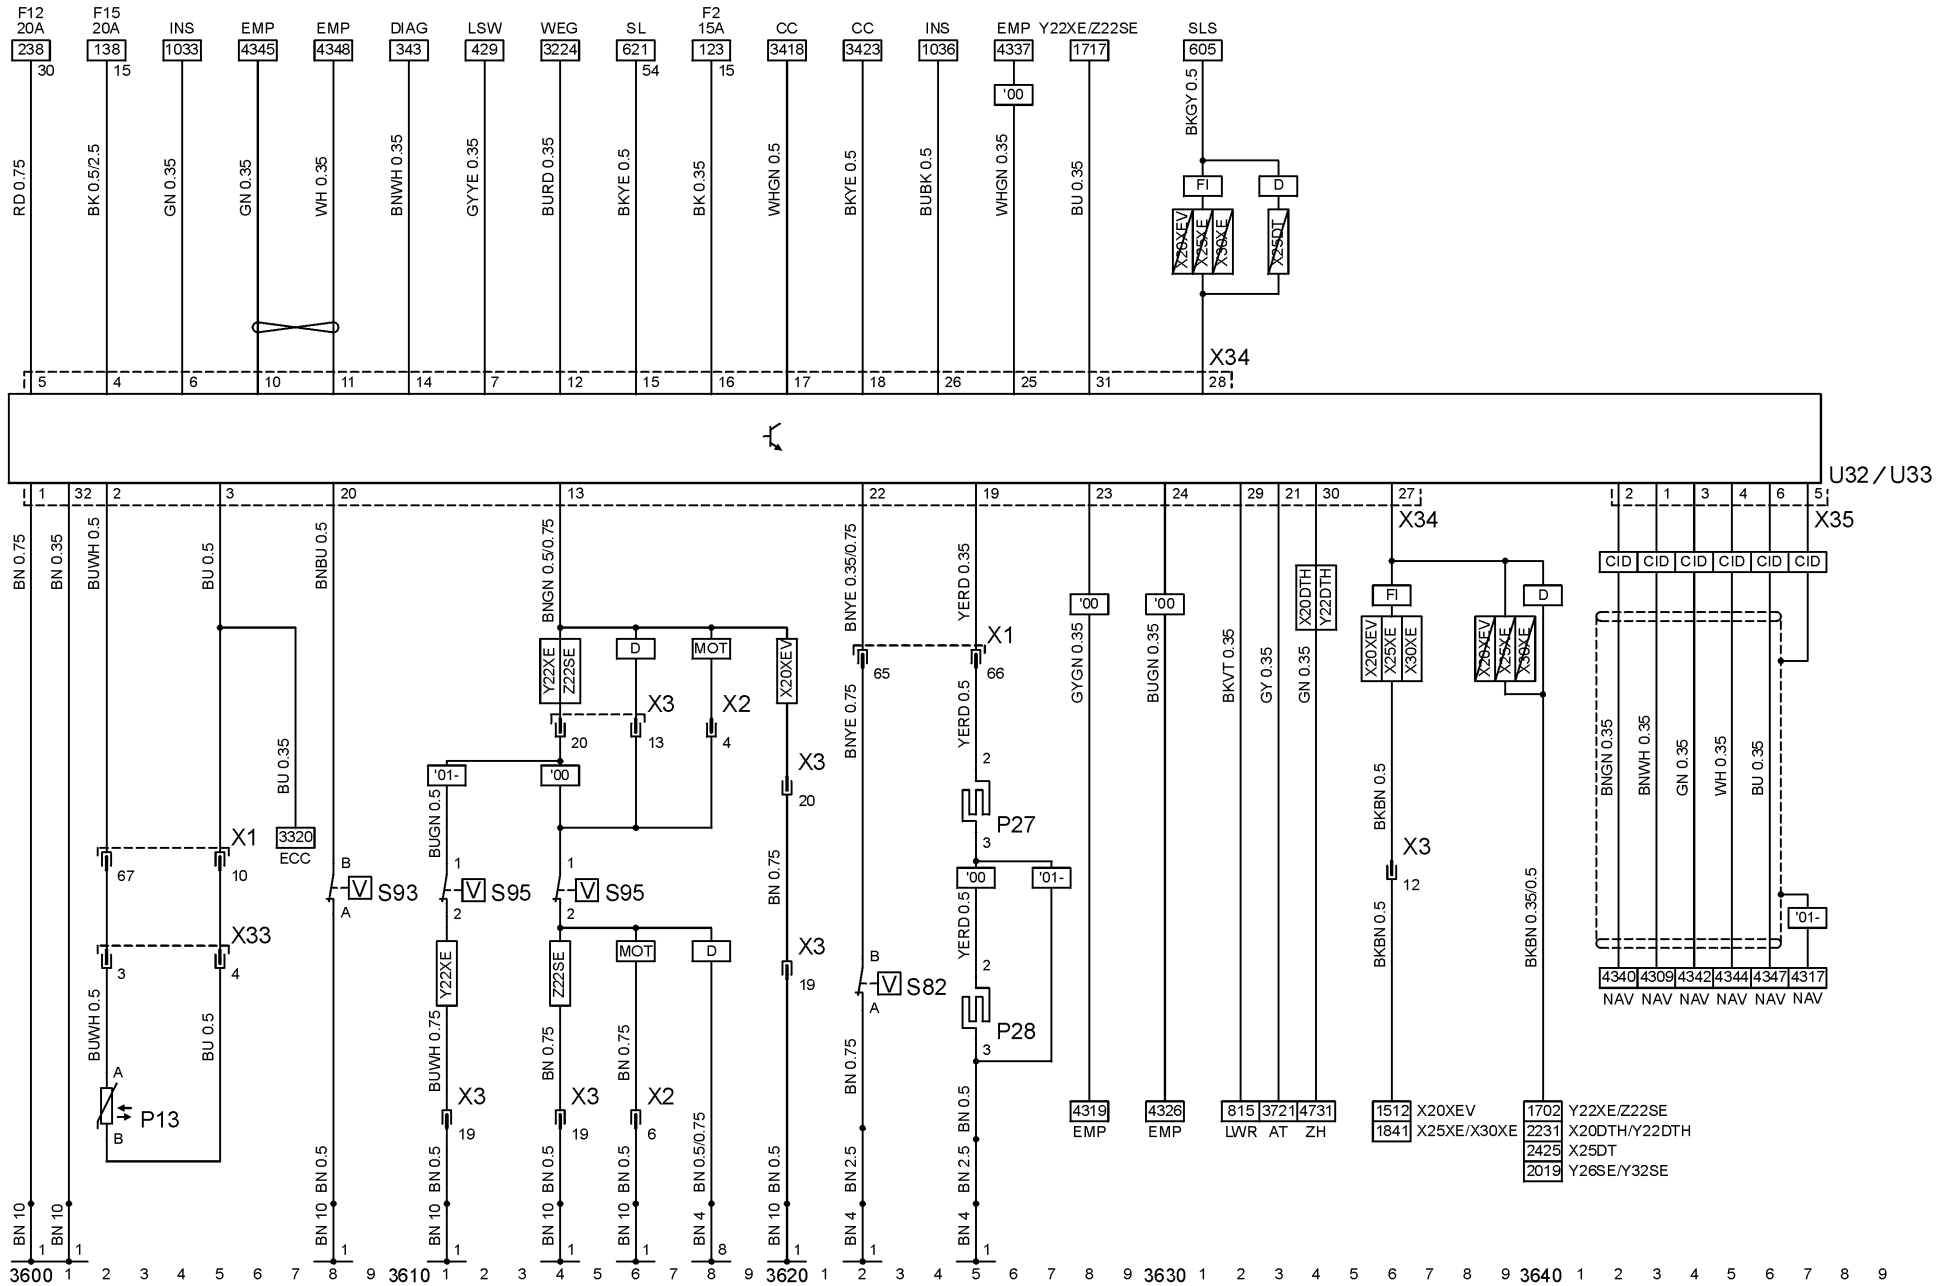 F12 F15 F2
20A 20A INS EMP EMP DIAG LSW WEG SL 15A CC CC INS EMP Y22XE/Z22SE SLS
238 138 1033 4345 4348 343 429 3224 621 123 3418 3423 1036 4337 1717 605
30 15 54 15
'00
RD 0.75
BK 0.5/2.5
GN 0.35
GN 0.35
WH 0.35
BNWH 0.35
GYYE 0.35
BURD 0.35
BKYE 0.5
BK 0.35
WHGN 0.5
BKYE 0.5
BUBK 0.5
WHGN 0.35
BU 0.35
BKGY 0.5
FI D
X20XEV
X25XE
X30XE
X25DT
X34
5 4 6 10 11 14 7 12 15 16 17 18 26 25 31 28
U32 / U33
1 32 2 3 20 13 22 19 23 24 29 21 30 27 2 1 3 4 6 5
X34 X35
BN 0.75
BN 0.35
BUWH 0.5
BU 0.5
BNBU 0.5
BNGN 0.5/0.75
BNYE 0.35/0.75
YERD 0.35
X20DTH
Y22DTH
CID CID CID CID CID CID
'00 '00 FI D
Y22XE
Z22SE
D MOT
X20XEV
X1
65 66
GYGN 0.35
BUGN 0.35
BKVT 0.35
GY 0.35
GN 0.35
X20XEV
X25XE
X30XE
X20XEV
X25XE
X30XE
X3 X2
20 13 4
BNYE 0.75
YERD 0.5
BU 0.35
'01- '00
X3
20
2
P27
3
BNGN 0.35
BNWH 0.35
GN 0.35
WH 0.35
BU 0.35
BUGN 0.5
BKBN 0.5
3320
ECC
X1
67 10
X3
12
B
V S93
A
1
V S95
2
1
V S95
2
BN 0.75
'00 '01-
YERD 0.5
BKBN 0.5
BKBN 0.35/0.5
'01-
X33
3 4
Y22XE
Z22SE
MOT D
X3
19
B
V S82
A
2
P28
3
4340 4309 4342 4344 4347 4317
NAV NAV NAV NAV NAV NAV
BUWH 0.5
BU 0.5
BUWH 0.75
BN 0.75
BN 0.75
BN 0.75
A
P13
B
X3 X3 X2
19 19 6
BN 0.5/0.75
BN 0.5
4319 4326 815 3721 4731 1512 X20XEV 1702 Y22XE/Z22SE
EMP EMP LWR AT ZH 1841 X25XE/X30XE 2231 X20DTH/Y22DTH
2425 X25DT
2019 Y26SE/Y32SE
BN 0.5
BN 0.5
BN 0.5
BN 0.5
BN 0.5
BN 2.5
BN 2.5
BN 10
BN 10
BN 10
BN 10
BN 10
BN 10
BN 4
BN 10
BN 4
BN 4
1 1 1 1 1 1 8 1 1 1
3600 1 2 3 4 5 6 7 8 9 3610 1 2 3 4 5 6 7 8 9 3620 1 2 3 4 5 6 7 8 9 3630 1 2 3 4 5 6 7 8 9 3640 1 2 3 4 5 6 7 8 9